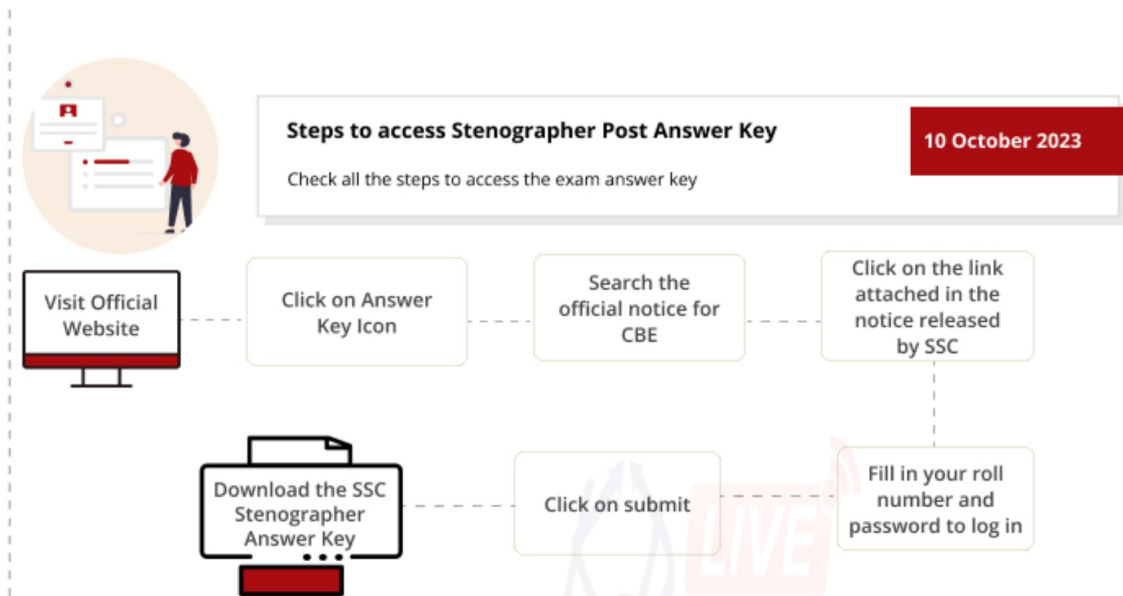 Steps to access Stenographer Post Answer Key
10 October 2023
Check all the steps to access the exam answer key
Visit Official
Website
Click on Answer
Key Icon
Search the
official notice for
CBE
Click on the link
attached in the
notice released
by SSC
Fill in your roll
number and
password to log in
Click on submit
Download the SSC
Stenographer
Answer Key
LIVE